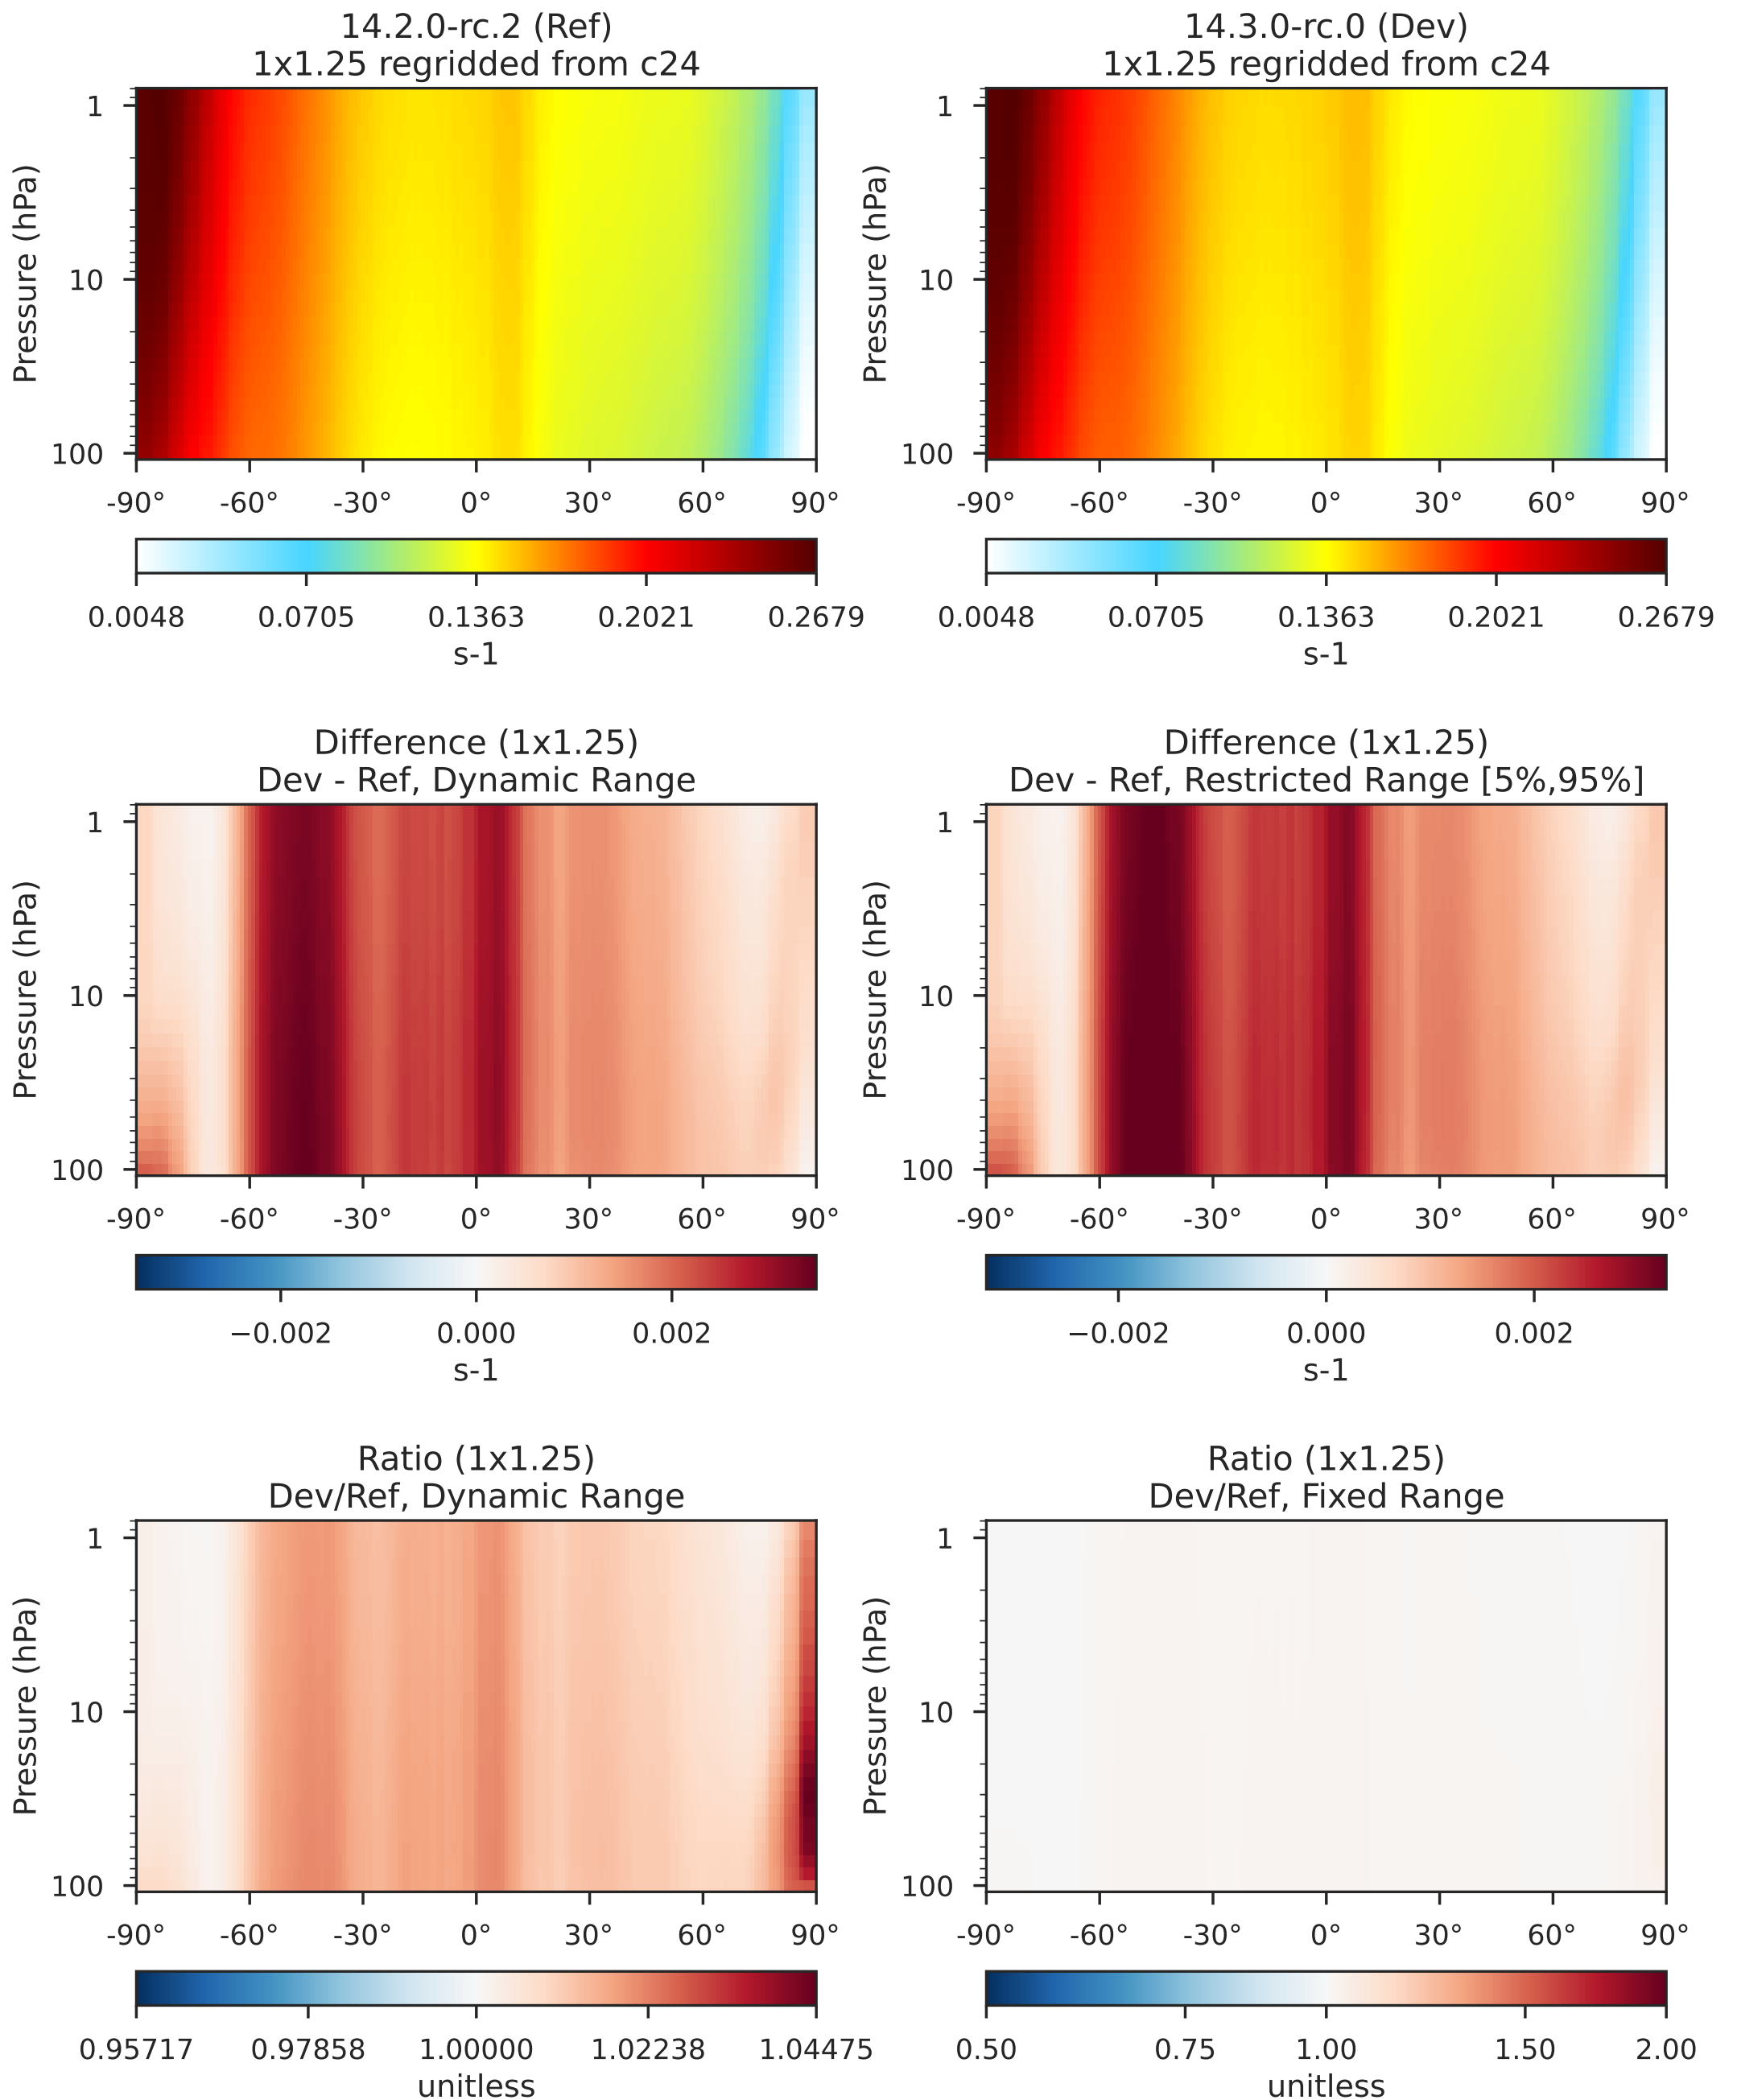 14.2.0-rc.2 (Ref)
1x1.25 regridded from c24
14.3.0-rc.0 (Dev)
1x1.25 regridded from c24
Pressure (hPa)
1
10
100
-90° -60° -30° 0° 30° 60° 90°
0.0048 0.0705 0.1363 0.2021 0.2679
s-1
Pressure (hPa)
1
10
100
-90° -60° -30° 0° 30° 60° 90°
0.0048 0.0705 0.1363 0.2021 0.2679
s-1
Difference (1x1.25)
Dev - Ref, Dynamic Range
Difference (1x1.25)
Dev - Ref, Restricted Range [5%,95%]
Pressure (hPa)
1
10
100
-90° -60° -30° 0° 30° 60° 90°
−0.002 0.000 0.002
s-1
Pressure (hPa)
1
10
100
-90° -60° -30° 0° 30° 60° 90°
−0.002 0.000 0.002
s-1
Ratio (1x1.25)
Dev/Ref, Dynamic Range
Ratio (1x1.25)
Dev/Ref, Fixed Range
Pressure (hPa)
1
10
100
-90° -60° -30° 0° 30° 60° 90°
0.95717 0.97858 1.00000 1.02238 1.04475
unitless
Pressure (hPa)
1
10
100
-90° -60° -30° 0° 30° 60° 90°
0.50 0.75 1.00 1.50 2.00
unitless